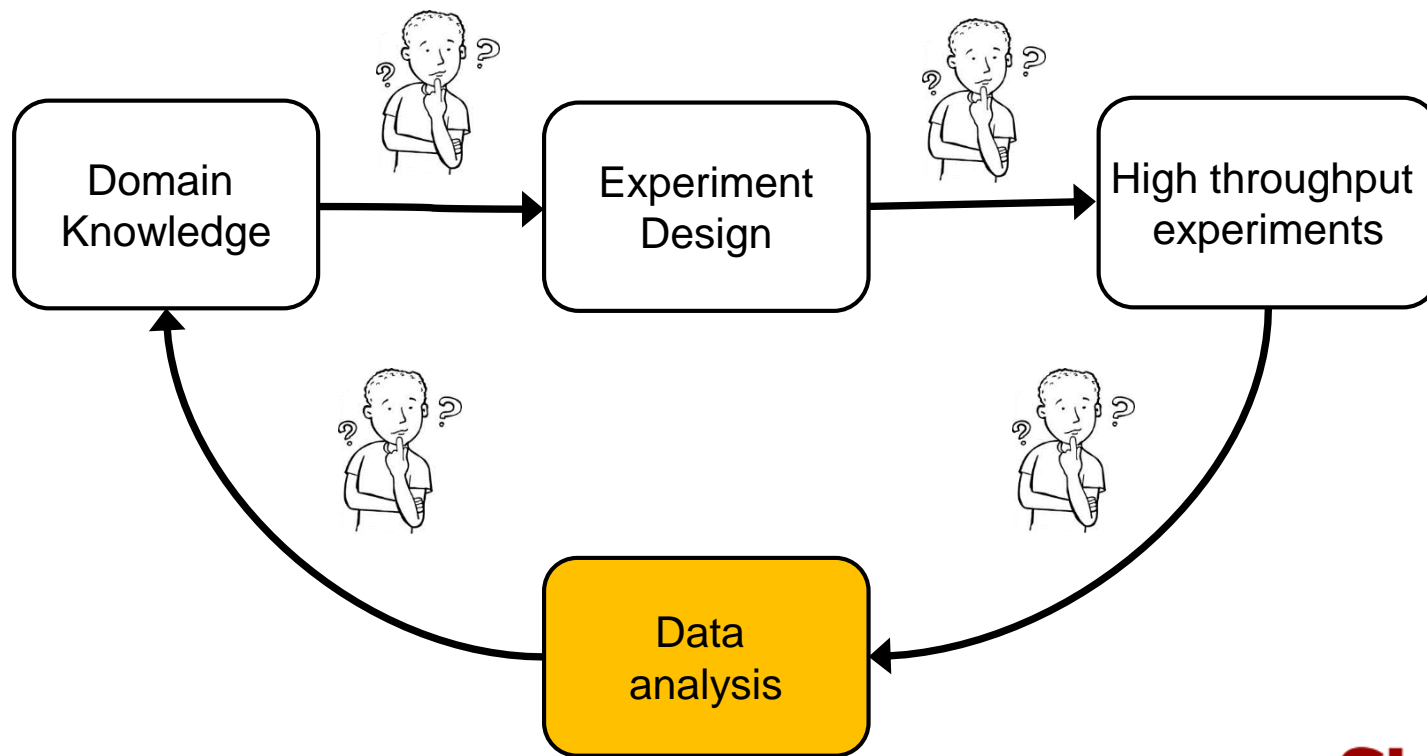 Domain
Knowledge
Experiment
Design
High throughput
experiments
?
?
?
?
?
?
?
?
Data
analysis